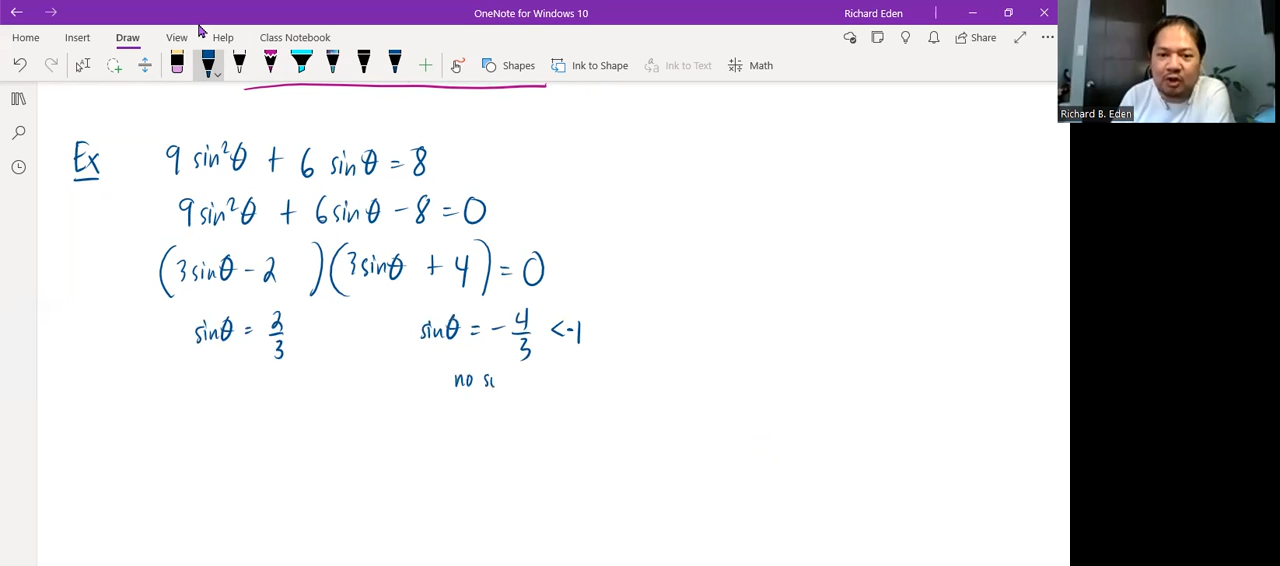 OneNote for Windows 10
Richard Eden
Home Insert Draw View Help Class Notebook
Share
Shapes Ink to Shape Ink to Text Math
Richard B. Eden
Ex 9 sin²θ + 6 sinθ = 8
9 sin²θ + 6 sinθ - 8 = 0
(3 sinθ - 2 )(3 sinθ + 4) = 0
sinθ = 2/3 sinθ = - 4/3 < -1
no